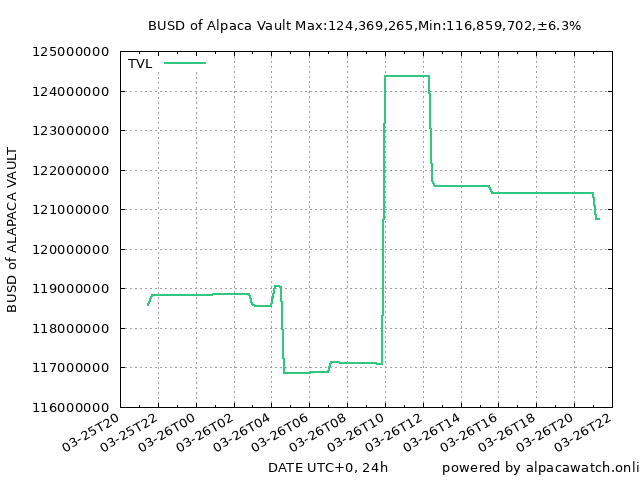 BUSD of Alpaca Vault Max:124,369,265,Min:116,859,702,±6.3%
TVL
125000000
124000000
123000000
122000000
121000000
120000000
119000000
118000000
117000000
116000000
BUSD of ALAPACA VAULT
03-25T20
03-25T22
03-26T00
03-26T02
03-26T04
03-26T06
03-26T08
03-26T10
03-26T12
03-26T14
03-26T16
03-26T18
03-26T20
03-26T22
DATE UTC+0, 24h
powered by alpacawatch.onli